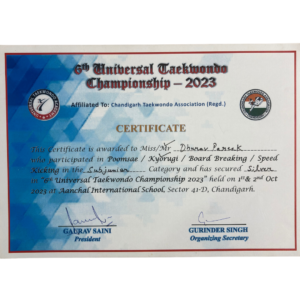 6th Universal Taekwondo
Championship – 2023
Affiliated To: Chandigarh Taekwondo Association [Regd.]
CERTIFICATE
The Certificate is awarded to Miss/Mr Dhruv Pareek
was participated in Poomsae / Kyorugi / Board Breaking / Speed
Kicking in the Subjunior Category and has secured Silver
in "6th Universal Taekwondo Championship 2023" held on 1st & 2nd Oct
2023 at Aanchal International School, Sector 41-D, Chandigarh.
GAURAV SAINI
President
GURINDER SINGH
Organizing Secretary